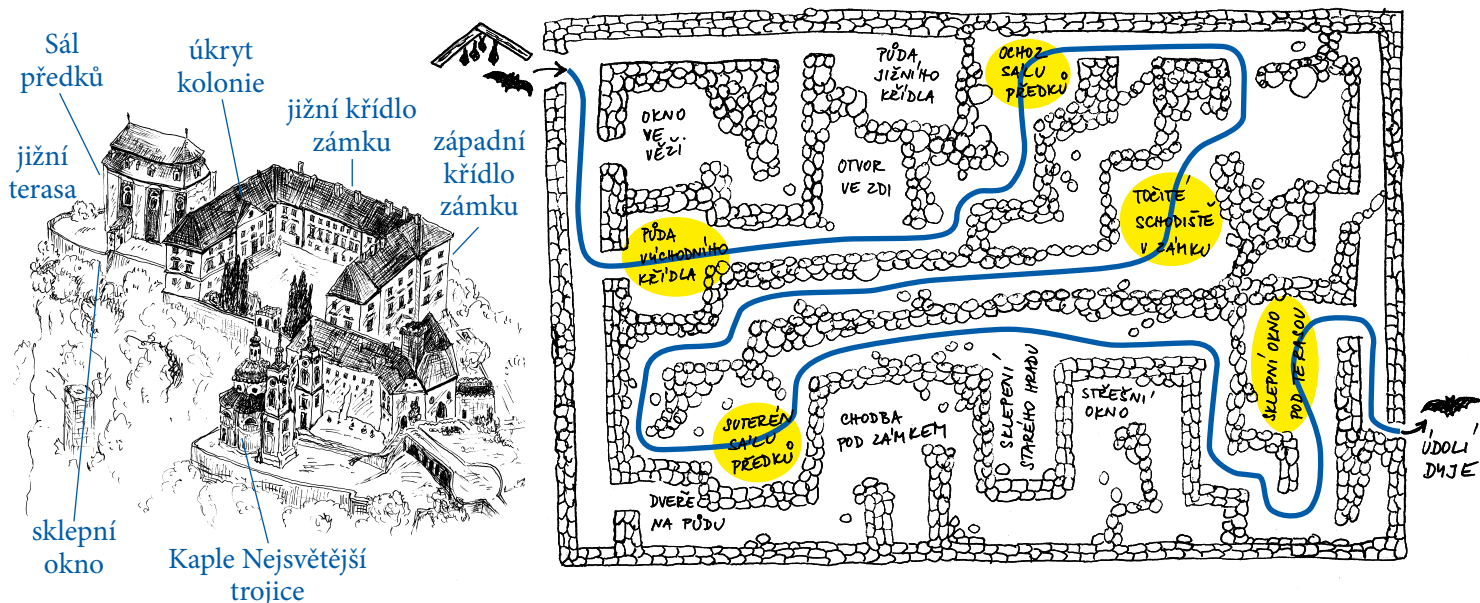 Sál
předků
úkryt
kolonie
jižní křídlo
zámku
jižní
terasa
západní
křídlo
zámku
sklepní
okno
Kaple Nejsvětější
trojice
PŮDA
JIŽNÍHO
KŘÍDLA
OCHOZ
SÁLU
PŘEDKŮ
OKNO
VE
VĚŽI
OTVOR
VE ZDI
TOČITÉ
SCHODIŠTĚ
V ZÁMKU
PŮDA
VÝCHODNÍHO
KŘÍDLA
SKLEPNÍ OKNO
POD TERASOU
SUTERÉN
SÁLU
PŘEDKŮ
CHODBA
POD ZÁMKEM
SKLEPENÍ
STARÉHO HRADU
STŘEŠNÍ
OKNO
DVEŘE
NA PŮDU
ÚDOLÍ
DYJE